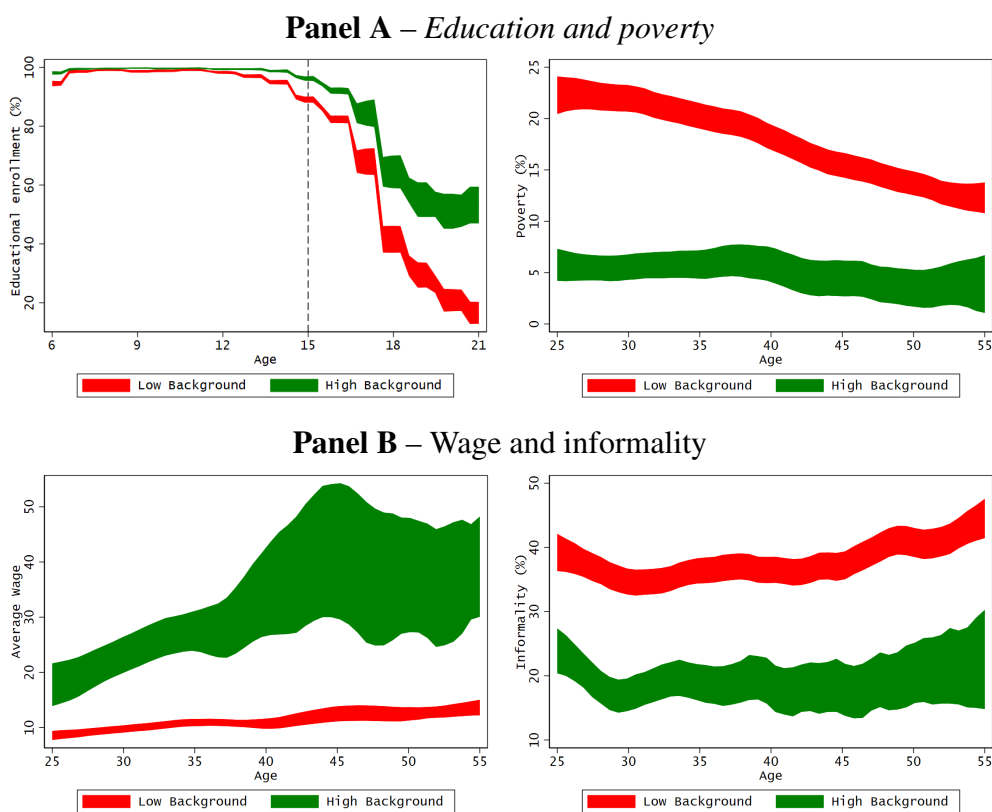 Panel A – Education and poverty
Educational enrollment (%)
100
80
60
40
20
6 9 12 15 18 21
Age
Low Background High Background
Poverty (%)
25
20
15
10
5
0
25 30 35 40 45 50 55
Age
Low Background High Background
Panel B – Wage and informality
Average Wage
50
40
30
20
10
25 30 35 40 45 50 55
Age
Low Background High Background
Informality (%)
50
40
30
20
10
25 30 35 40 45 50 55
Age
Low Background High Background